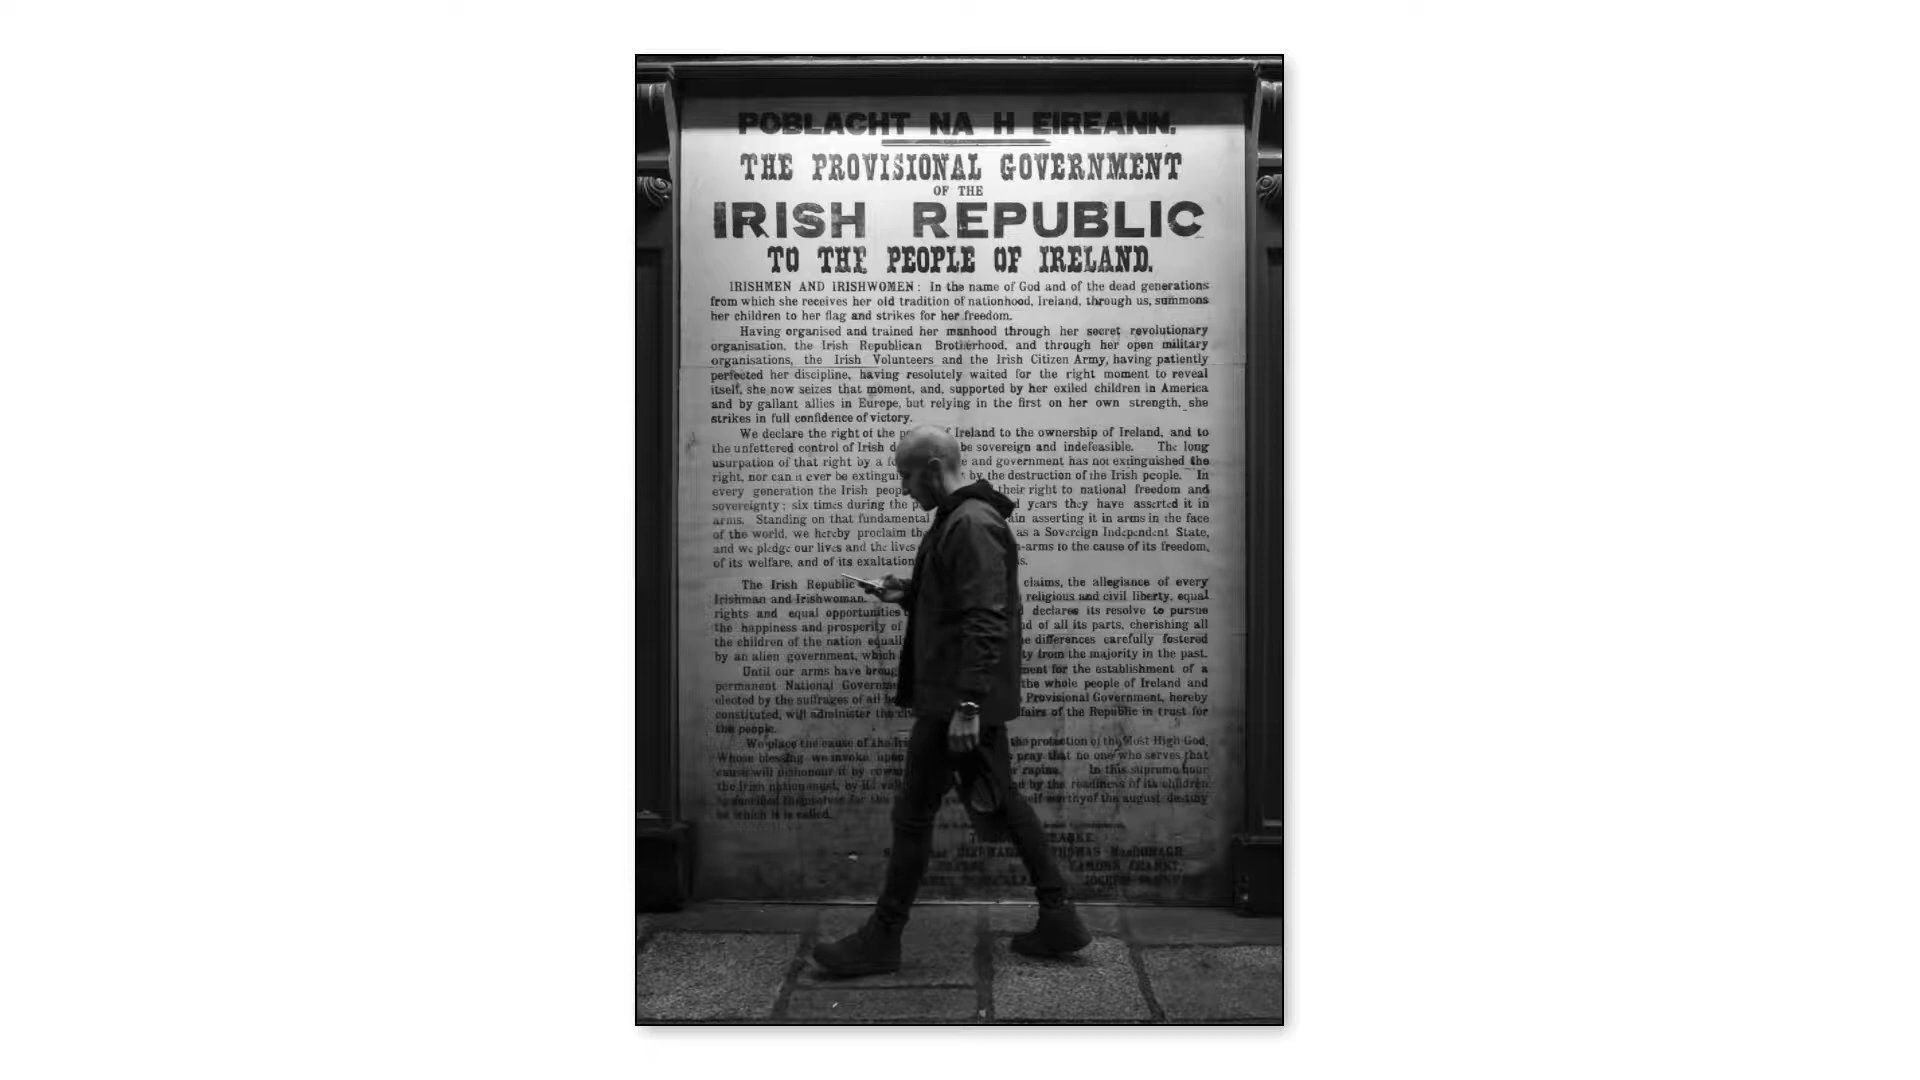 POBLACHT NA H EIREANN.
THE PROVISIONAL GOVERNMENT
OF THE
IRISH REPUBLIC
TO THE PEOPLE OF IRELAND.
IRISHMEN AND IRISHWOMEN: In the name of God and of the dead generations
from which she receives her old tradition of nationhood, Ireland, through us, summons
her children to her flag and strikes for her freedom.
Having organised and trained her manhood through her secret revolutionary
organisation, the Irish Republican Brotherhood, and through her open military
organisations, the Irish Volunteers and the Irish Citizen Army, having patiently
perfected her discipline, having resolutely waited for the right moment to reveal
itself, she now seizes that moment, and, supported by her exiled children in America
and by gallant allies in Europe, but relying in the first on her own strength, she
strikes in full confidence of victory.
We declare the right of the Ireland to the ownership of Ireland, and to
the unfettered control of Irish be sovereign and indefeasible. The long
usurpation of that right by a and government has not extinguished the
right, nor can it ever be by the destruction of the Irish people. In
every generation the Irish their right to national freedom and
sovereignty; six times during the years they have asserted it in
arms. Standing on that fundamental asserting it in arms in the face
of the world, we hereby proclaim as a Sovereign Independent State,
and we pledge our lives and the lives to the cause of its freedom,
of its welfare, and of its exaltation
The Irish Republic claims, the allegiance of every
Irishman and Irishwoman. religious and civil liberty, equal
rights and equal opportunities declares its resolve to pursue
the happiness and prosperity of of all its parts, cherishing all
the children of the nation differences carefully fostered
by an alien government, which from the majority in the past.
Until our arms have for the establishment of a
permanent National the whole people of Ireland and
elected by the suffrages of all Provisional Government, hereby
constituted, will administer the of the Republic in trust for
the people.
We place the cause of the the protection of the Most High God,
Whose blessing we invoke pray that no one who serves that
cause will dishonour it by rapine. In this supreme hour
the Irish nation must, by its by the readiness of its children
themselves for the worthy of the august destiny
to which it is called.
CLARKE
THOMAS MacDONAGH